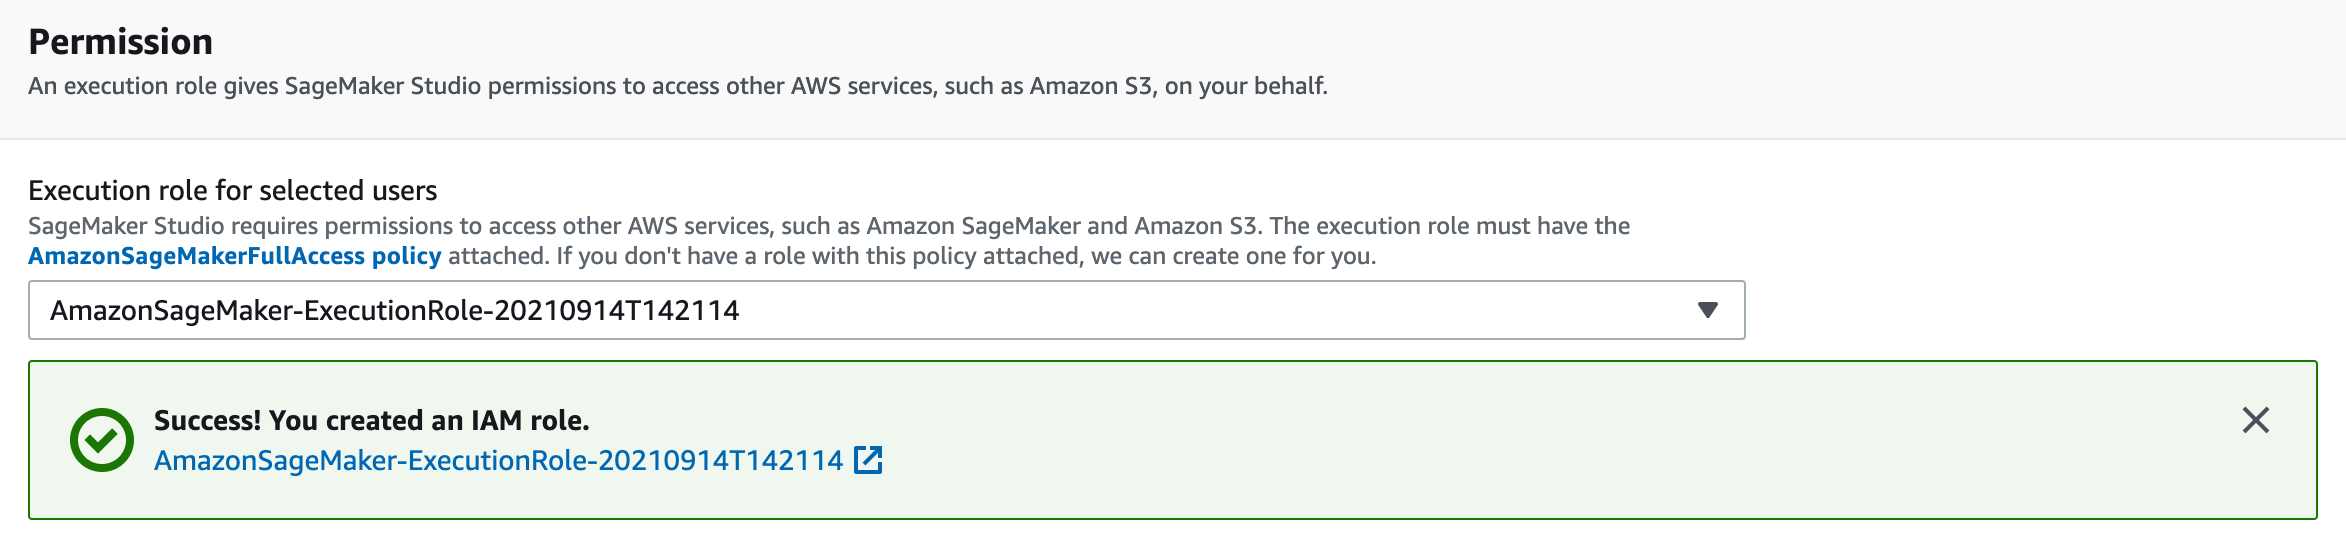 Permission
An execution role gives SageMaker Studio permissions to access other AWS services, such as Amazon S3, on your behalf.
Execution role for selected users
SageMaker Studio requires permissions to access other AWS services, such as Amazon SageMaker and Amazon S3. The execution role must have the
AmazonSageMakerFullAccess policy attached. If you don't have a role with this policy attached, we can create one for you.
AmazonSageMaker-ExecutionRole-20210914T142114
Success! You created an IAM role.
AmazonSageMaker-ExecutionRole-20210914T142114